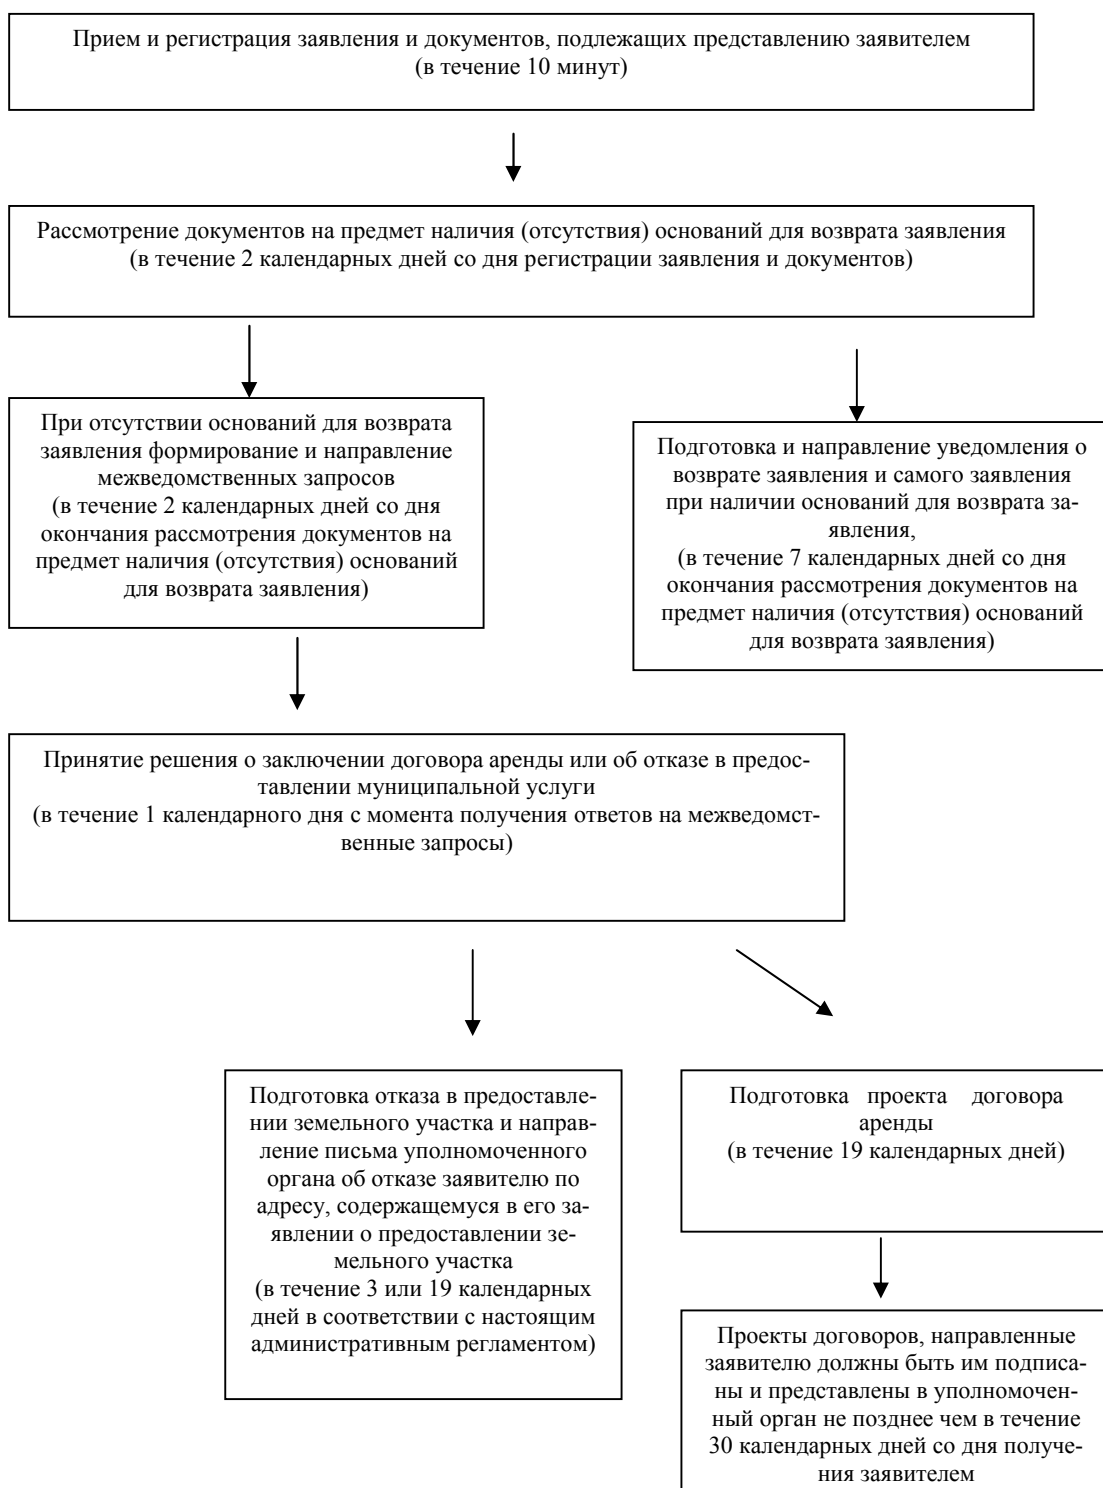 Прием и регистрация заявления и документов, подлежащих представлению заявителем
(в течение 10 минут)
Рассмотрение документов на предмет наличия (отсутствия) оснований для возврата заявления
(в течение 2 календарных дней со дня регистрации заявления и документов)
При отсутствии оснований для возврата
заявления формирование и направление
межведомственных запросов
(в течение 2 календарных дней со дня
окончания рассмотрения документов на
предмет наличия (отсутствия) оснований
для возврата заявления)
Подготовка и направление уведомления о
возврате заявления и самого заявления
при наличии оснований для возврата за-
явления,
(в течение 7 календарных дней со дня
окончания рассмотрения документов на
предмет наличия (отсутствия) оснований
для возврата заявления)
Принятие решения о заключении договора аренды или об отказе в предос-
тавлении муниципальной услуги
(в течение 1 календарного дня с момента получения ответов на межведомст-
венные запросы)
Подготовка отказа в предоставле-
нии земельного участка и направ-
ление письма уполномоченного
органа об отказе заявителю по
адресу, содержащемуся в его за-
явлении о предоставлении зе-
мельного участка
(в течение 3 или 19 календарных
дней в соответствии с настоящим
административным регламентом)
Подготовка проекта договора
аренды
(в течение 19 календарных дней)
Проекты договоров, направленные
заявителю должны быть им подписа-
ны и представлены в уполномочен-
ный орган не позднее чем в течение
30 календарных дней со дня получе-
ния заявителем